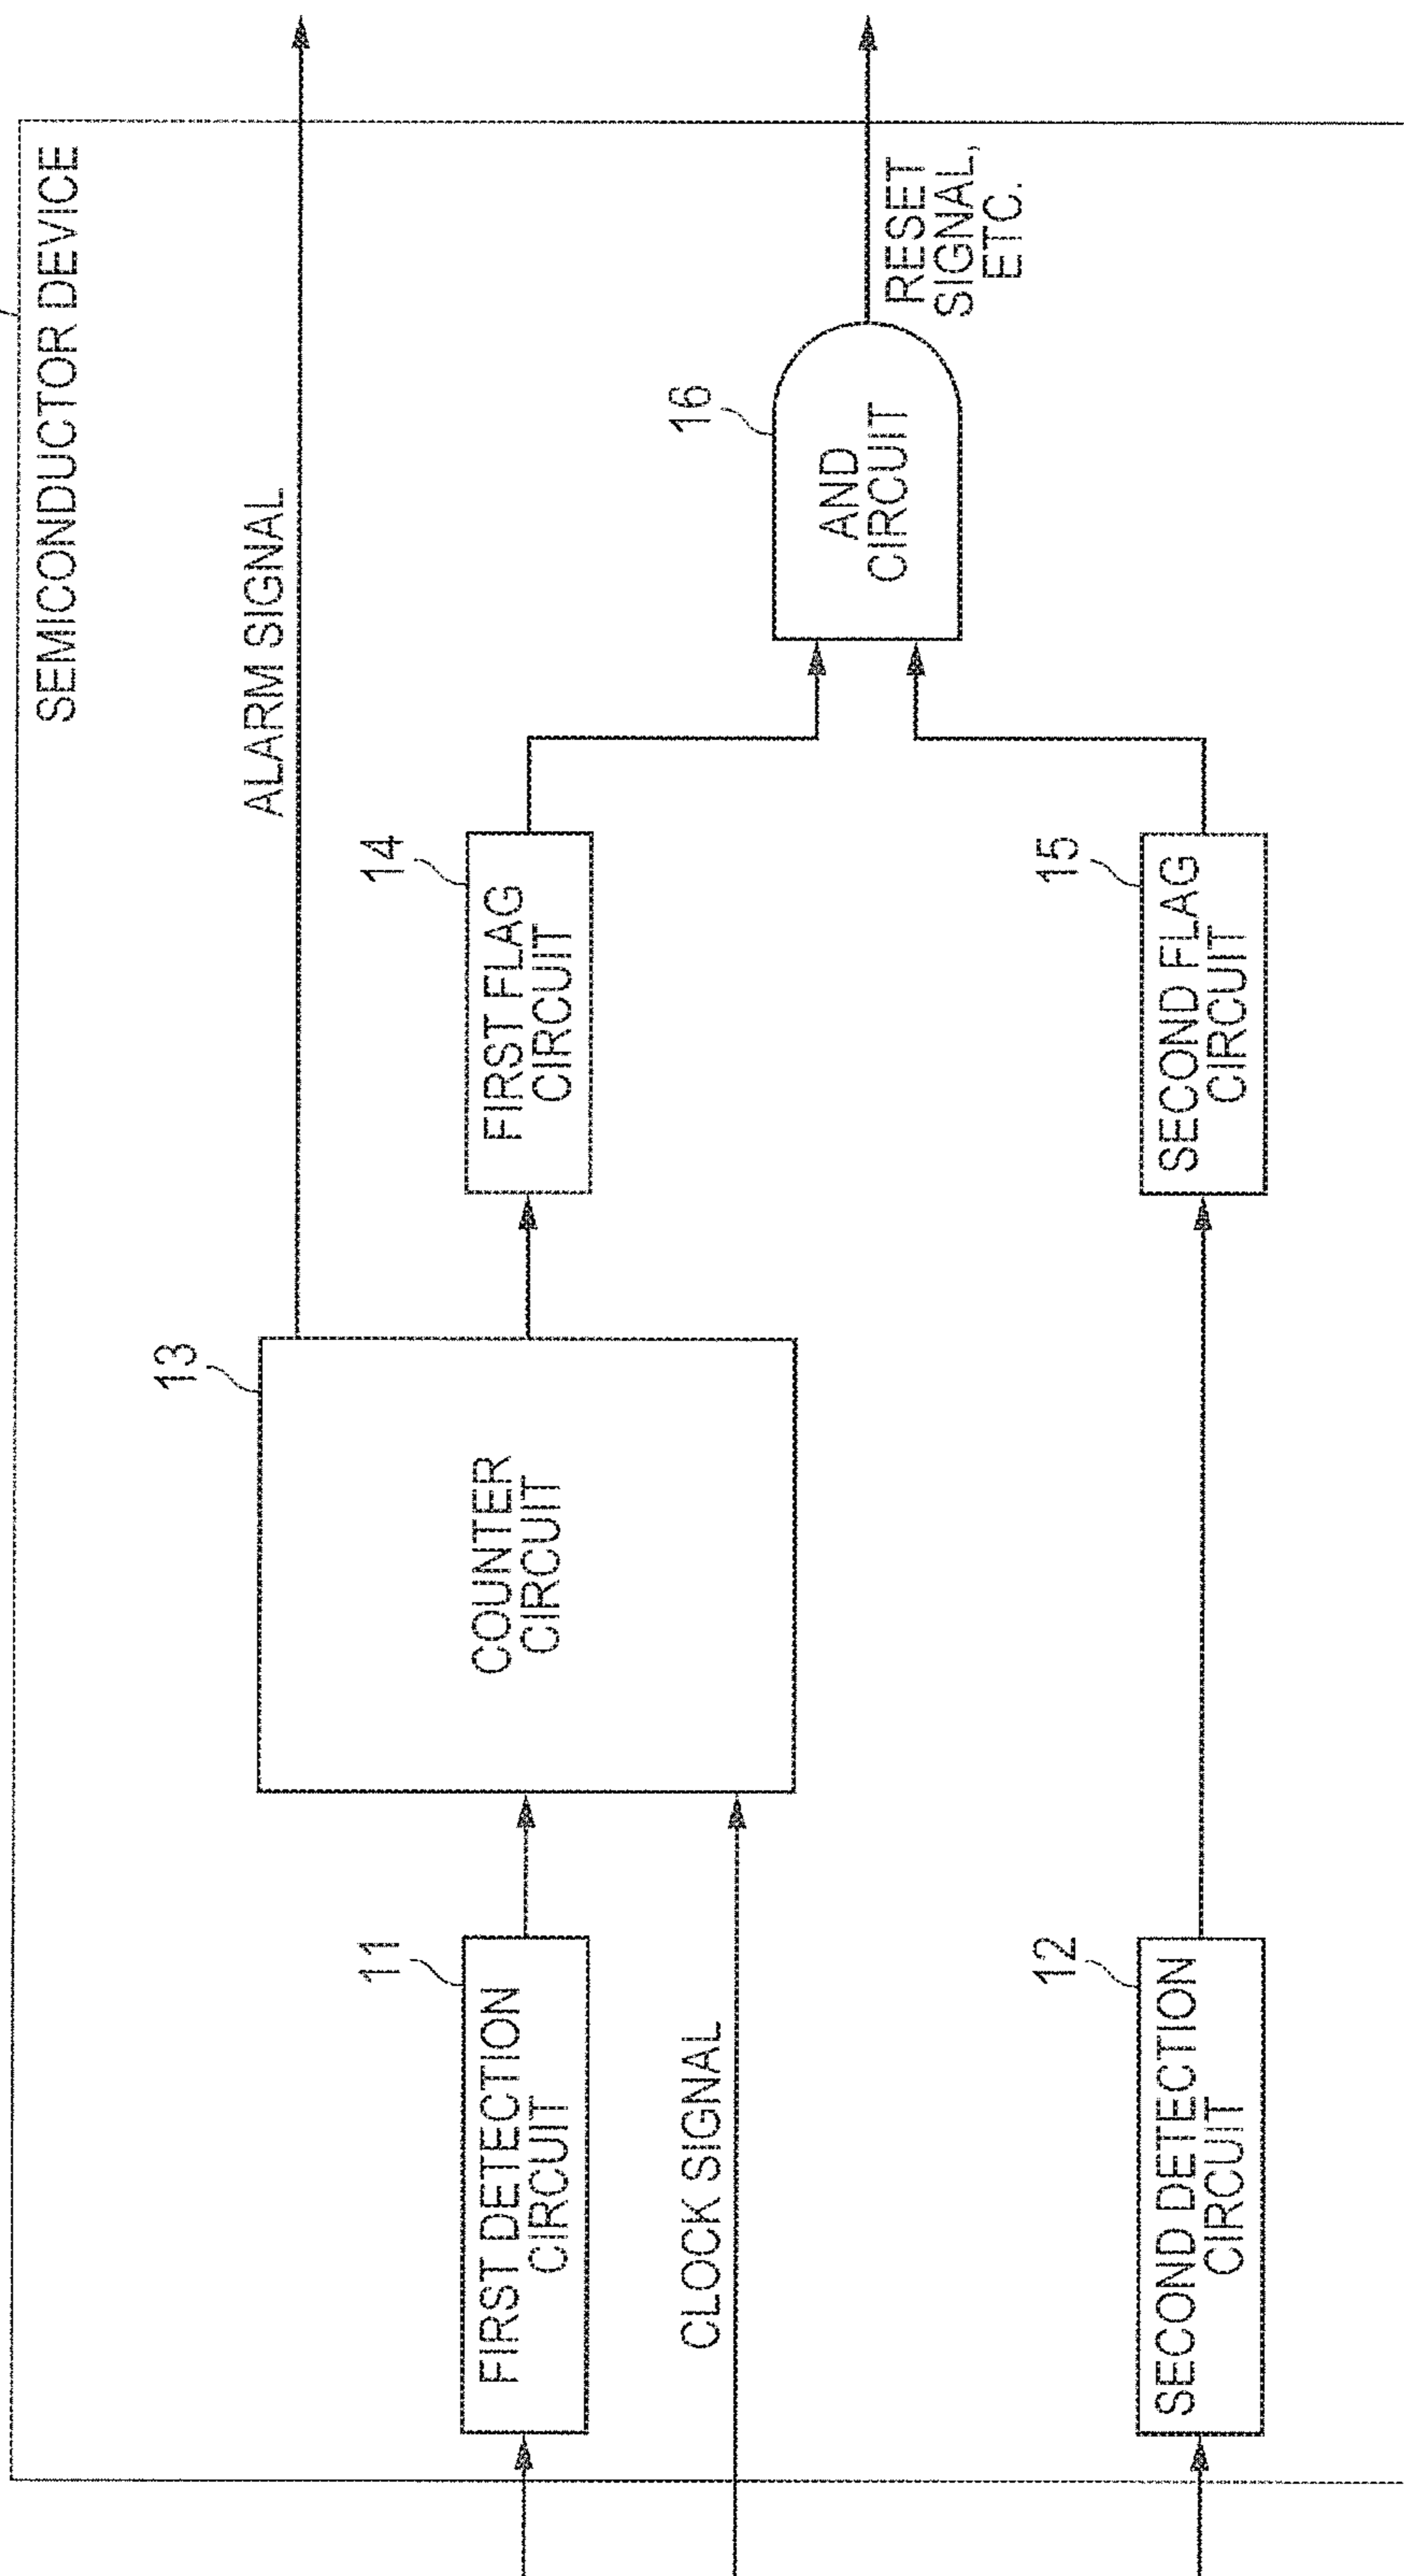 SEMICONDUCTOR DEVICE
ALARM SIGNAL
13
COUNTER
CIRCUIT
11
FIRST DETECTION
CIRCUIT
14
FIRST FLAG
CIRCUIT
CLOCK SIGNAL
16
AND
CIRCUIT
RESET
SIGNAL,
ETC.
12
SECOND DETECTION
CIRCUIT
15
SECOND FLAG
CIRCUIT